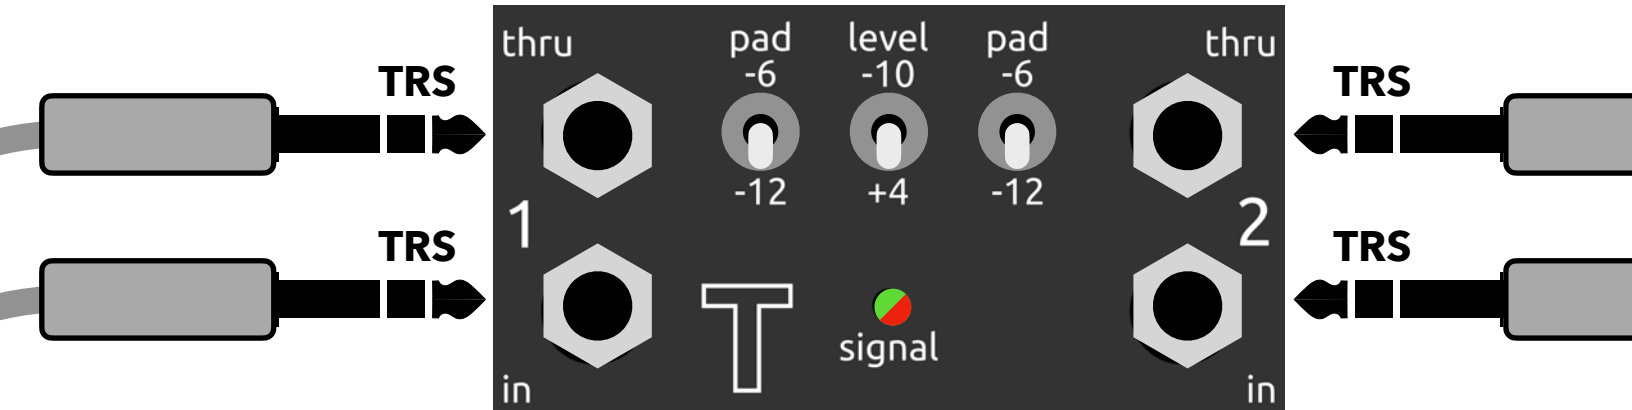 thru
pad
level
pad
thru
-6
-10
-6
TRS
TRS
-12
+4
-12
1
2
TRS
TRS
T
signal
in
in